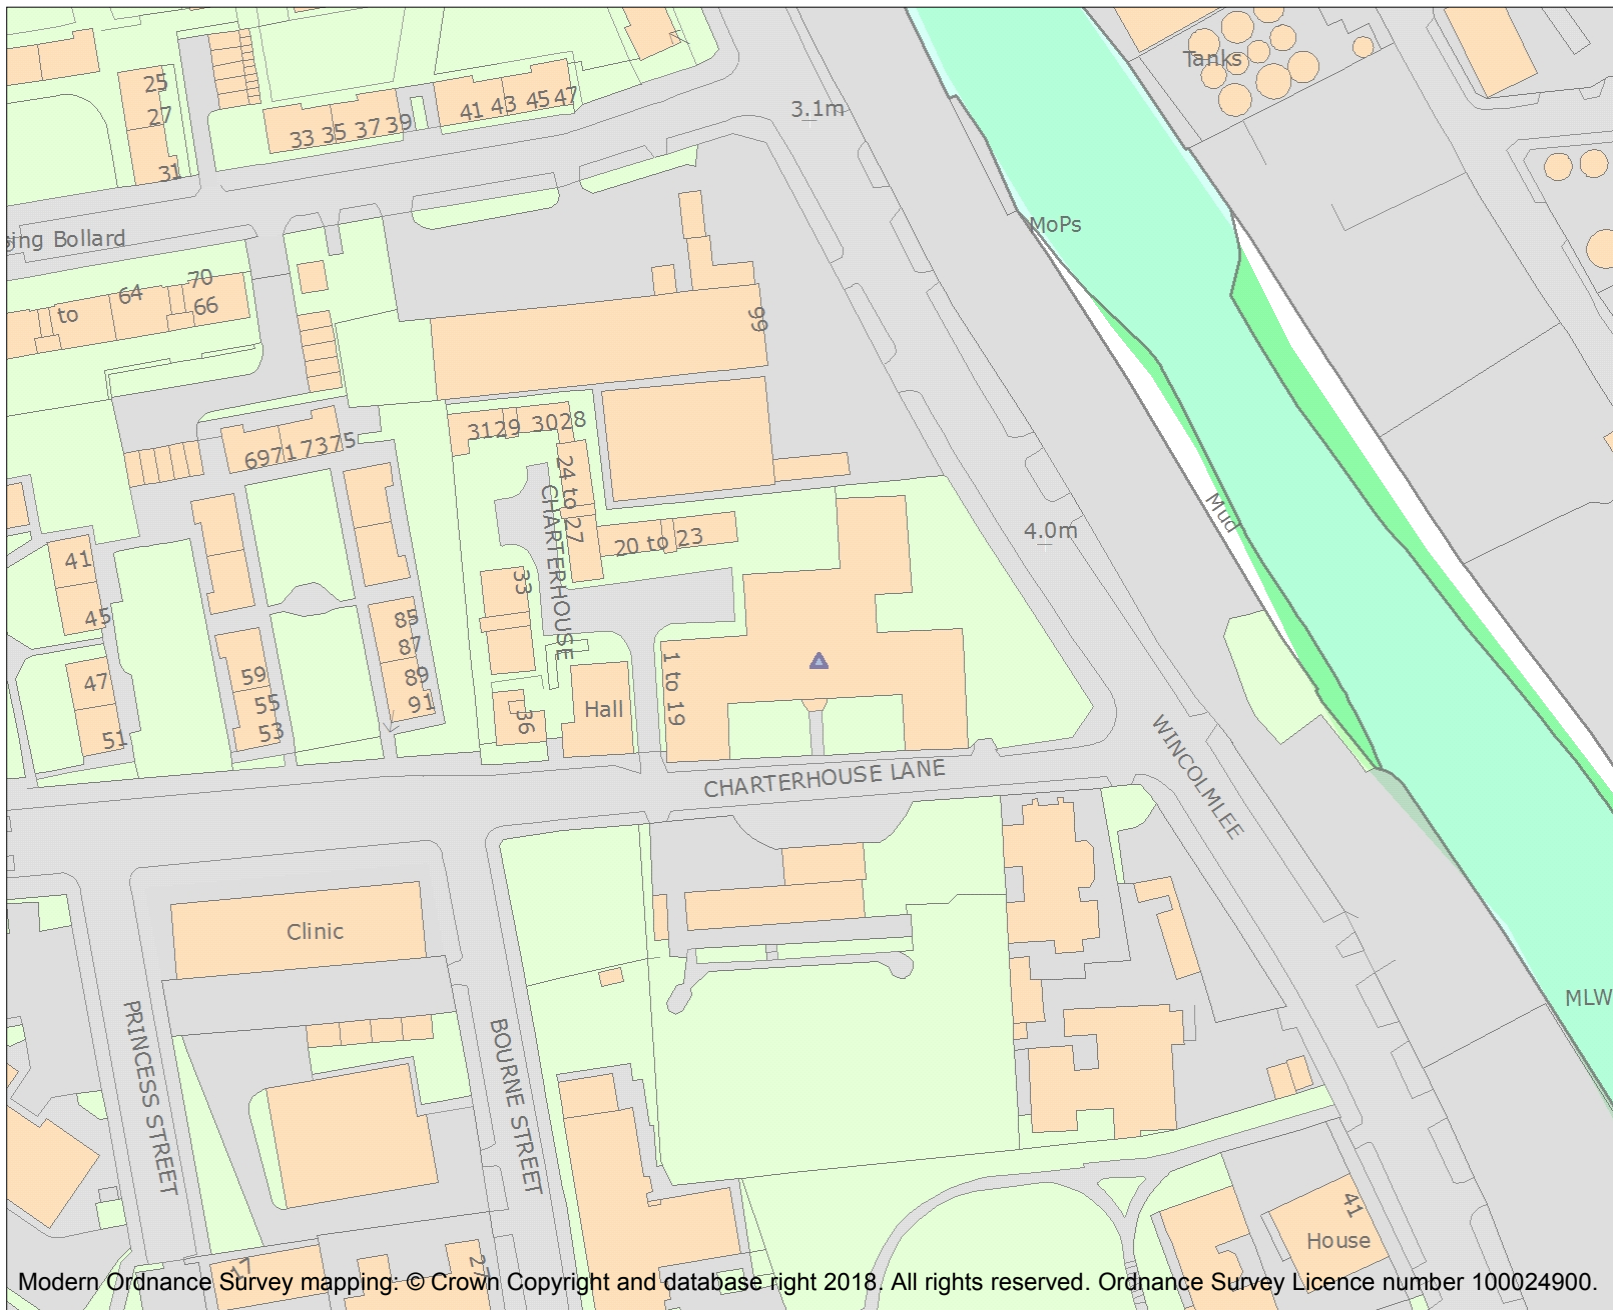 Tanks
25
27
31
33 35 37 39
41 43 45 47
3.1m
MoPs
ing Bollard
70
64
66
to
99
3129 3028
69717375
24 to 27
CHARTERHOUSE
Mud
4.0m
20 to 23
33
41
45
85
87
89
91
47
51
59
55
53
1 to 19
36
Hall
WINCOLMLEE
CHARTERHOUSE LANE
Clinic
MLW
PRINCESS STREET
BOURNE STREET
41
House
17
Modern Ordnance Survey mapping: © Crown Copyright and database right 2018. All rights reserved. Ordnance Survey Licence number 100024900.